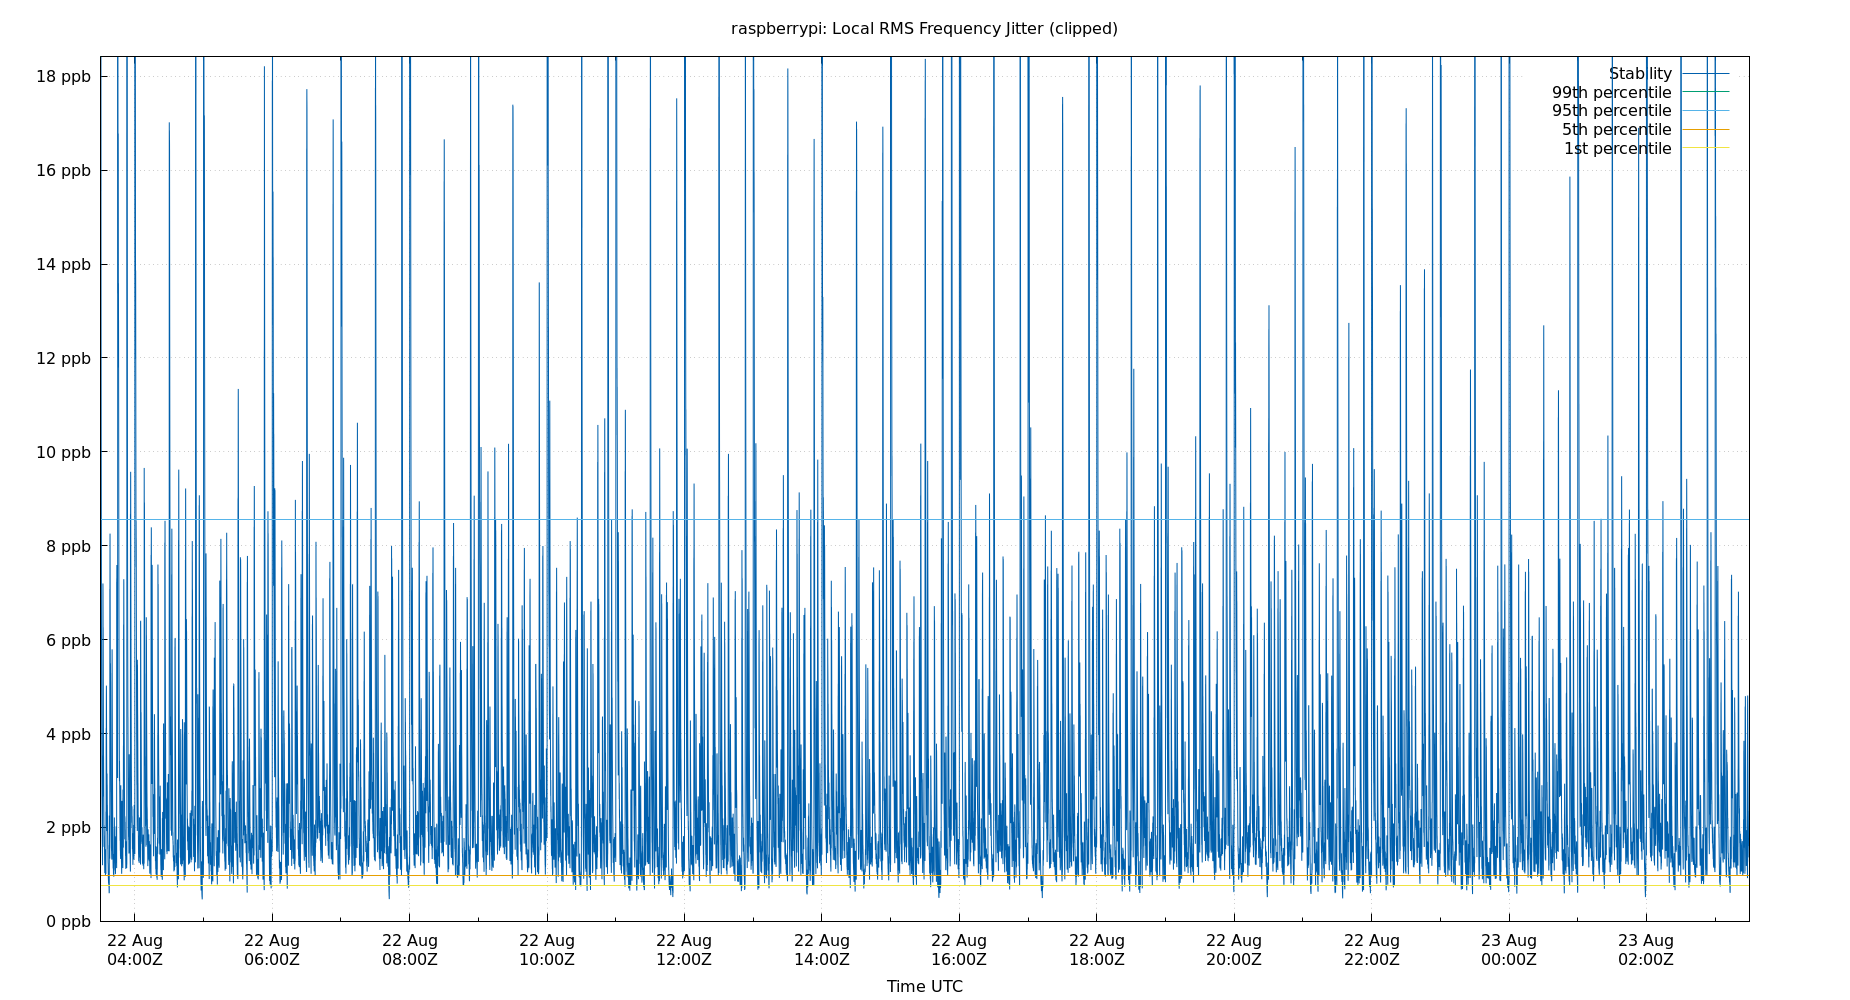 raspberrypi: Local RMS Frequency Jitter (clipped)
18 ppb
16 ppb
14 ppb
12 ppb
10 ppb
8 ppb
6 ppb
4 ppb
2 ppb
0 ppb
Stability
99th percentile
95th percentile
5th percentile
1st percentile
22 Aug 22 Aug 22 Aug 22 Aug 22 Aug 22 Aug 22 Aug 22 Aug 22 Aug 22 Aug 23 Aug 23 Aug
04:00Z 06:00Z 08:00Z 10:00Z 12:00Z 14:00Z 16:00Z 18:00Z 20:00Z 22:00Z 00:00Z 02:00Z
Time UTC